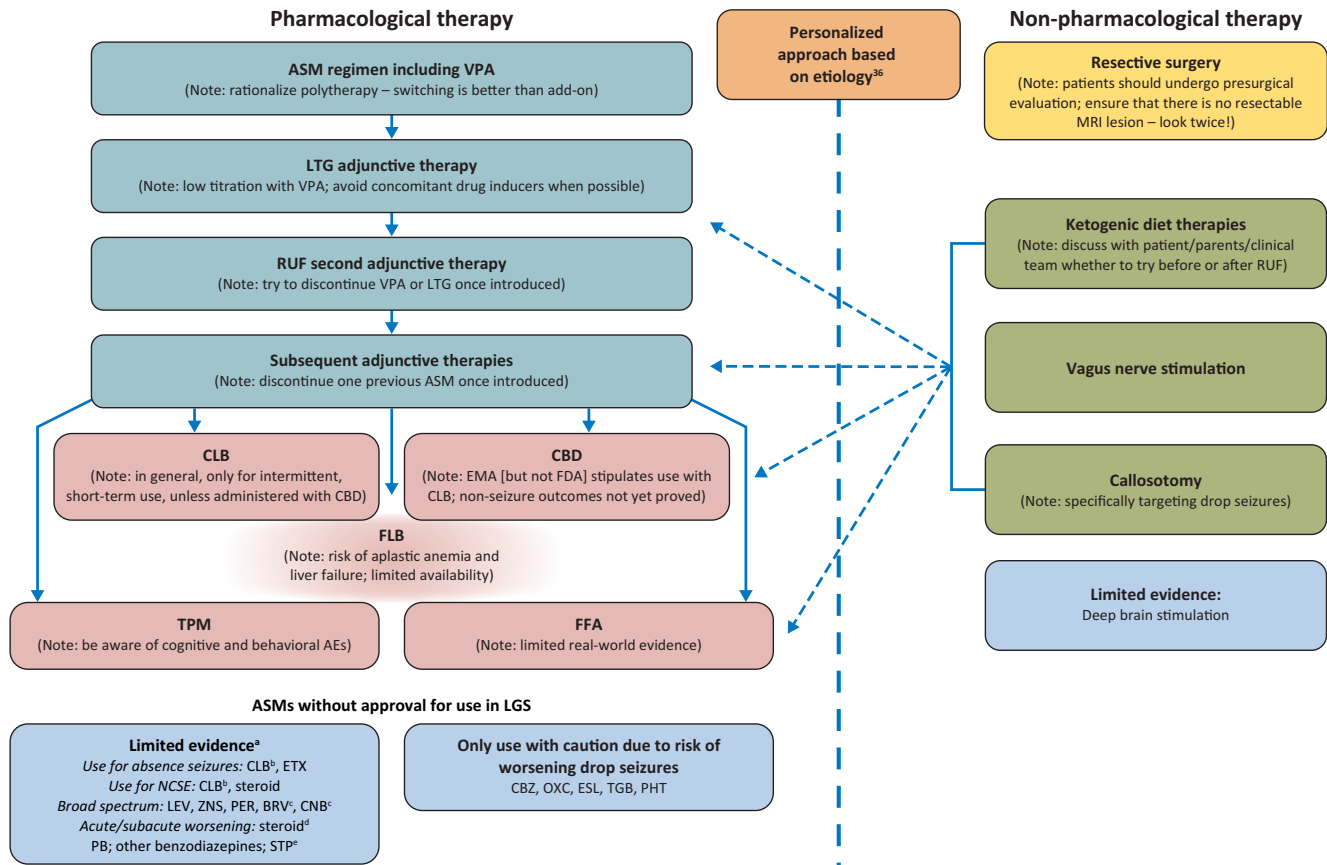 Pharmacological therapy
ASM regimen including VPA
(Note: rationalize polytherapy – switching is better than add-on)
LTG adjunctive therapy
(Note: low titration with VPA; avoid concomitant drug inducers when possible)
RUF second adjunctive therapy
(Note: try to discontinue VPA or LTG once introduced)
Subsequent adjunctive therapies
(Note: discontinue one previous ASM once introduced)
CLB
(Note: in general, only for intermittent,
short-term use, unless administered with CBD)
CBD
(Note: EMA [but not FDA] stipulates use with
CLB; non-seizure outcomes not yet proved)
FLB
(Note: risk of aplastic anemia and
liver failure; limited availability)
TPM
(Note: be aware of cognitive and behavioral AEs)
FFA
(Note: limited real-world evidence)
ASMs without approval for use in LGS
Limited evidenceᵃ
Use for absence seizures: CLBᵇ, ETX
Use for NCSE: CLBᵇ, steroid
Broad spectrum: LEV, ZNS, PER, BRVᶜ, CNBᶜ
Acute/subacute worsening: steroidᵈ
PB; other benzodiazepines; STPᵉ
Only use with caution due to risk of
worsening drop seizures
CBZ, OXC, ESL, TGB, PHT
Personalized
approach based
on etiology³⁶
Non-pharmacological therapy
Resective surgery
(Note: patients should undergo presurgical
evaluation; ensure that there is no resectable
MRI lesion – look twice!)
Ketogenic diet therapies
(Note: discuss with patient/parents/clinical
team whether to try before or after RUF)
Vagus nerve stimulation
Callosotomy
(Note: specifically targeting drop seizures)
Limited evidence:
Deep brain stimulation